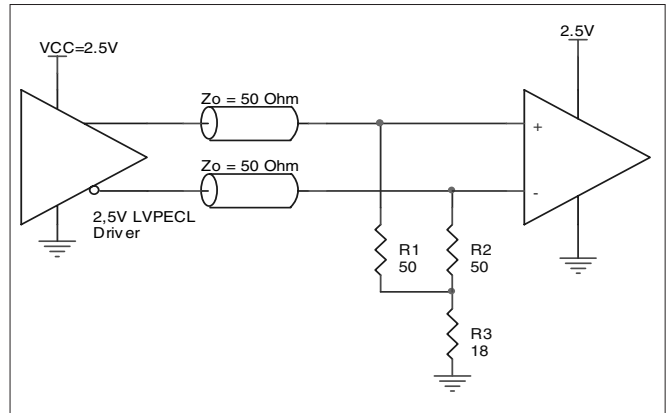 VCC=2.5V
2.5V
Zo = 50 Ohm
+
Zo = 50 Ohm
-
2,5V LVPECL
Driver
R1
50
R2
50
R3
18